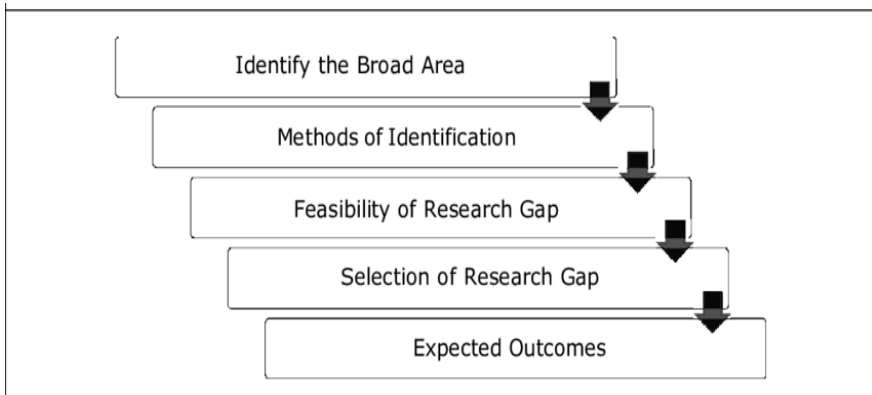 Identify the Broad Area
Methods of Identification
Feasibility of Research Gap
Selection of Research Gap
Expected Outcomes